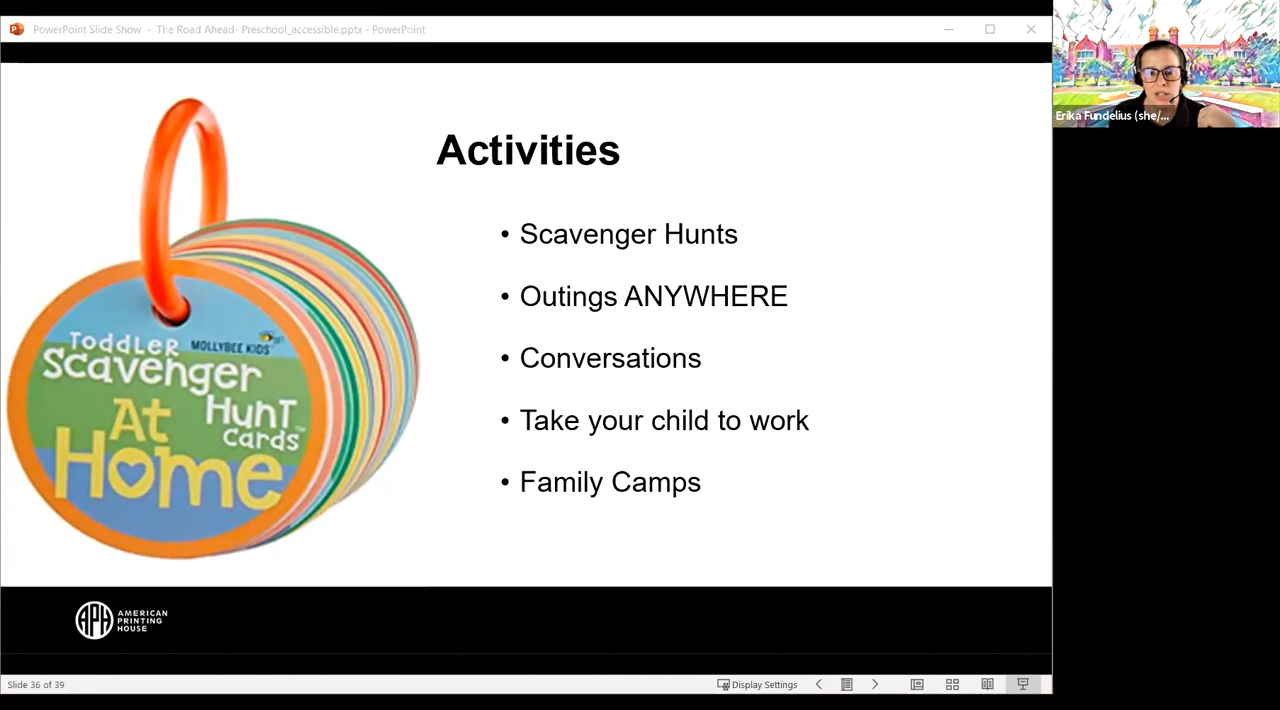 PowerPoint Slide Show - The Road Ahead- Preschool_accessible.pptx - PowerPoint
Erika Fundelius (she/...
Activities
• Scavenger Hunts
• Outings ANYWHERE
• Conversations
• Take your child to work
• Family Camps
Toddler
MOLLYBEE KIDS
Scavenger
Hunt
Cards™
At
Home
APH
AMERICAN
PRINTING
HOUSE
Slide 36 of 39
Display Settings